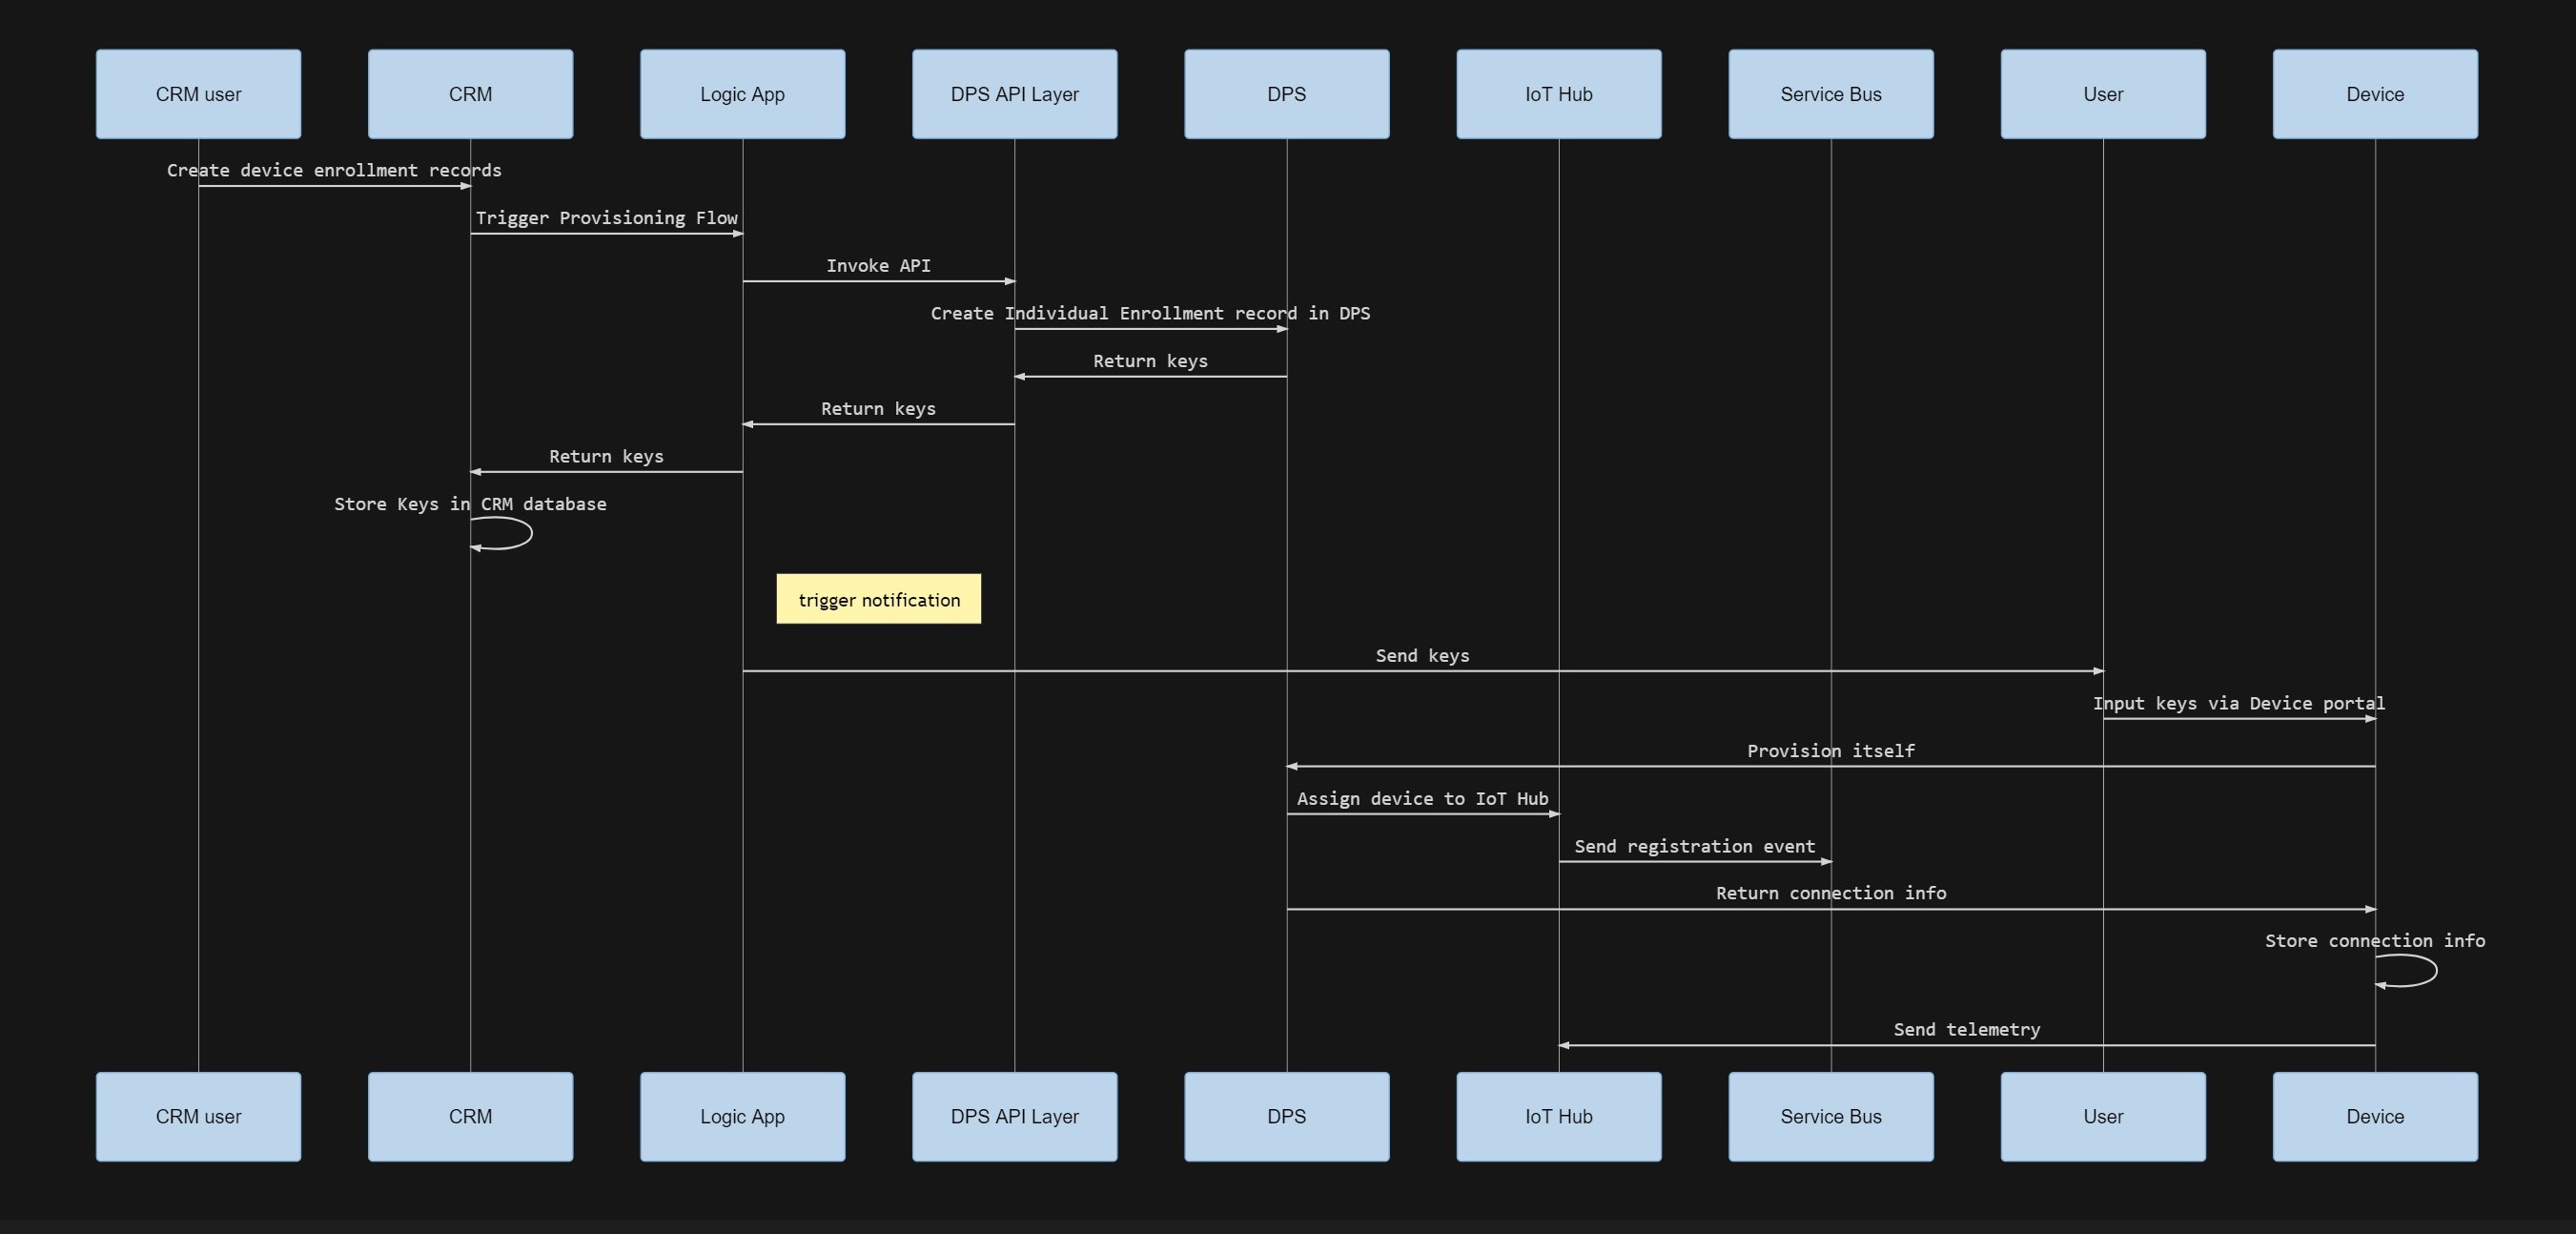 CRM user
CRM
Logic App
DPS API Layer
DPS
IoT Hub
Service Bus
User
Device
Create device enrollment records
Trigger Provisioning Flow
Invoke API
Create Individual Enrollment record in DPS
Return keys
Return keys
Return keys
Store Keys in CRM database
trigger notification
Send keys
Input keys via Device portal
Provision itself
Assign device to IoT Hub
Send registration event
Return connection info
Store connection info
Send telemetry
CRM user
CRM
Logic App
DPS API Layer
DPS
IoT Hub
Service Bus
User
Device